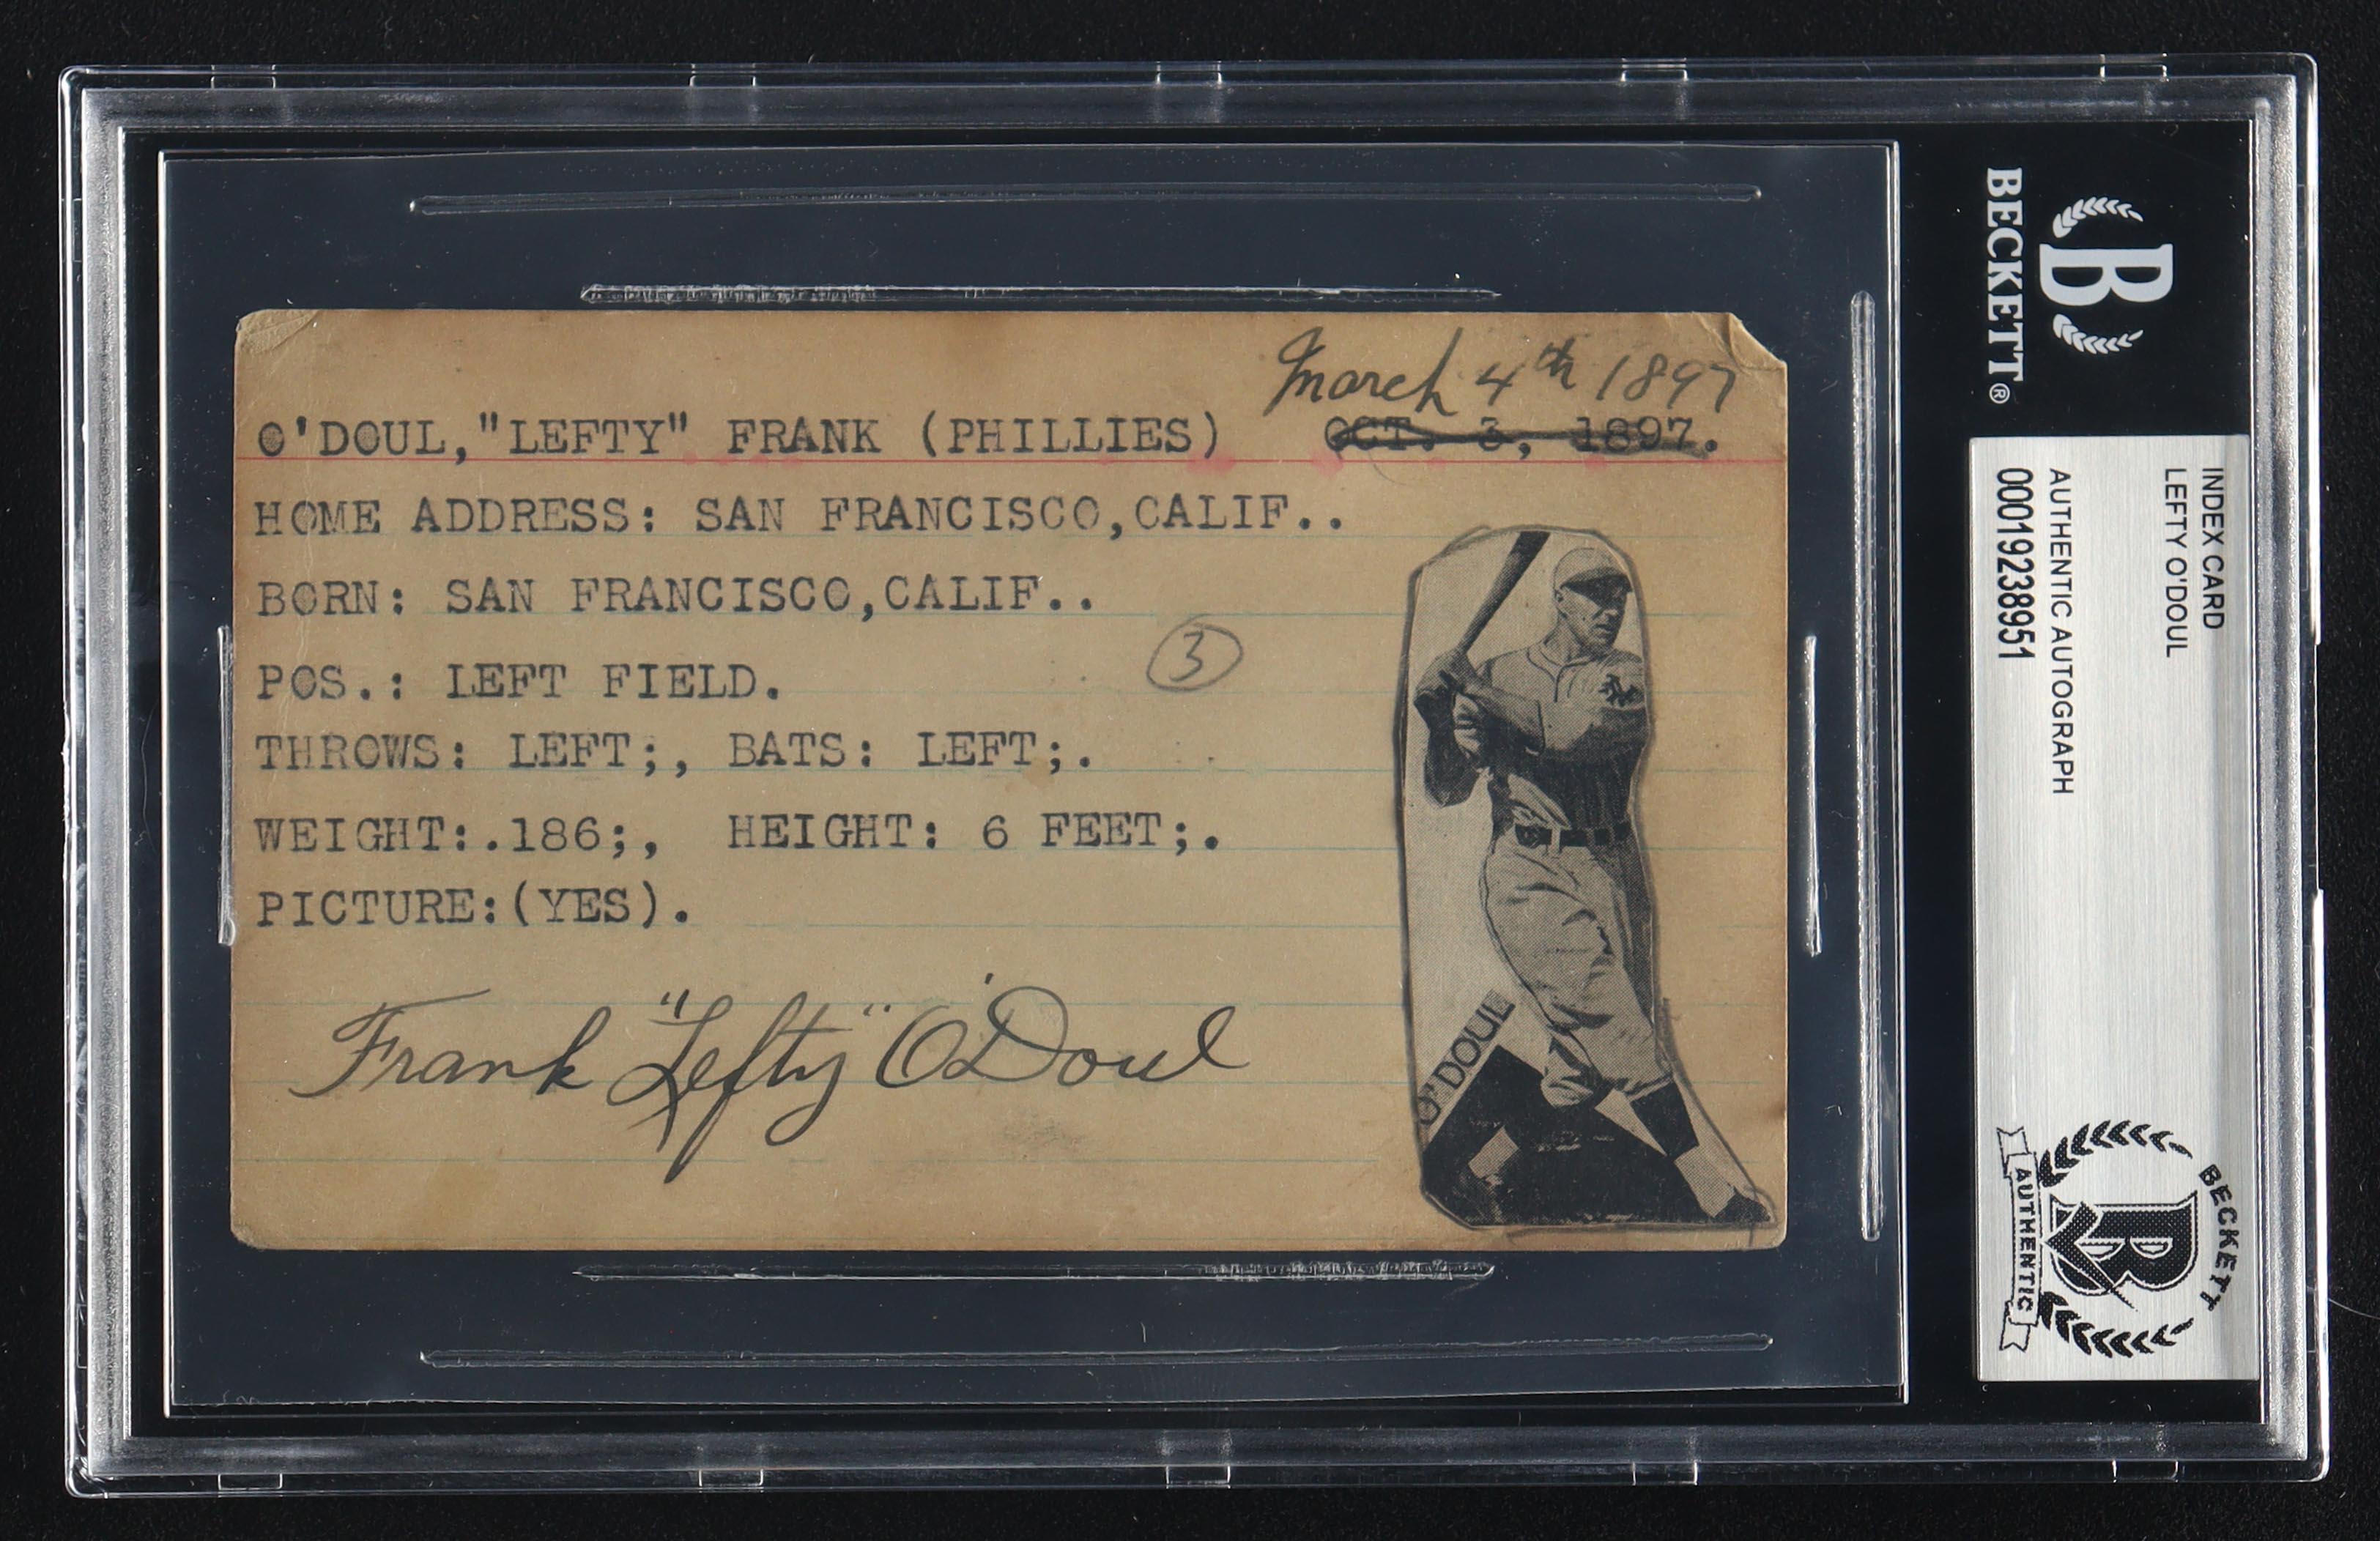 March 4th 1897
O'DOUL,"LEFTY" FRANK (PHILLIES) OCT. 3, 1897.
HOME ADDRESS: SAN FRANCISCO,CALIF..
BORN: SAN FRANCISCO,CALIF..
③
POS.: LEFT FIELD.
THROWS: LEFT;, BATS: LEFT;.
WEIGHT:.186;, HEIGHT: 6 FEET;.
PICTURE:(YES).
Frank "Lefty" O'Doul
NY
O'DOUL
B
BECKETT®
INDEX CARD
LEFTY O'DOUL
AUTHENTIC AUTOGRAPH
00019238951
BECKETT
B
AUTHENTIC